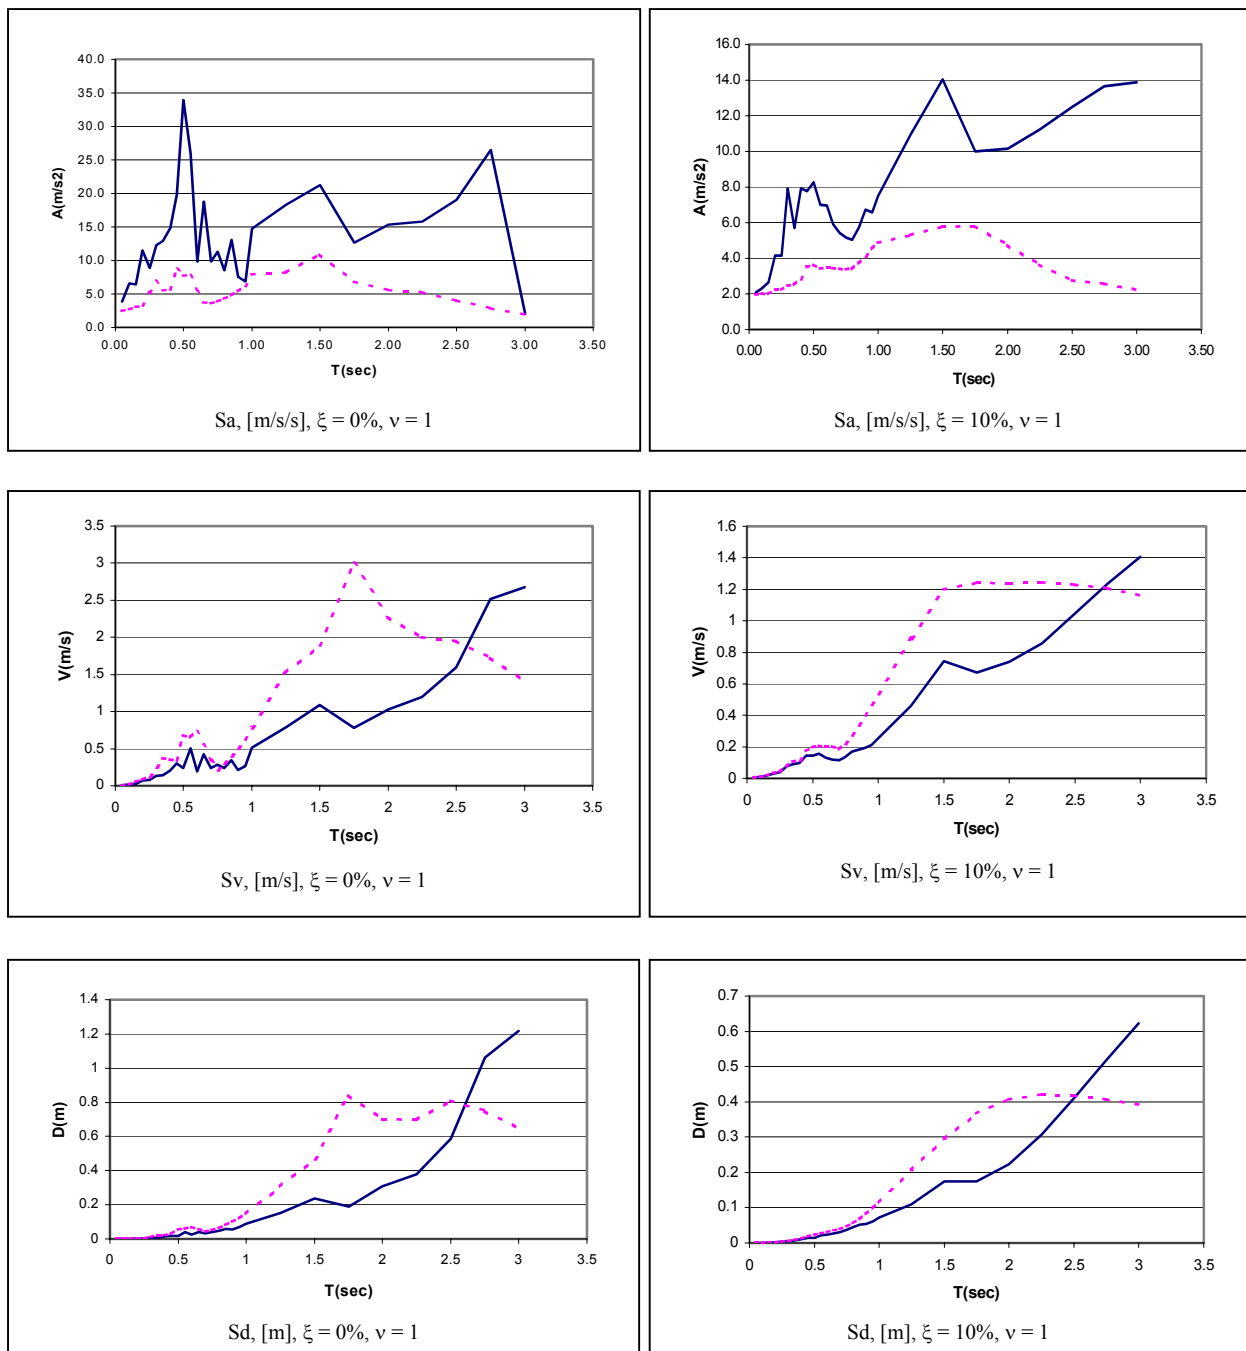 40.0
35.0
30.0
25.0
20.0
15.0
10.0
5.0
0.0
A(m/s2)
0.00 0.50 1.00 1.50 2.00 2.50 3.00 3.50
T(sec)
Sa, [m/s/s], ξ = 0%, ν = 1
16.0
14.0
12.0
10.0
8.0
6.0
4.0
2.0
0.0
A(m/s2)
0.00 0.50 1.00 1.50 2.00 2.50 3.00 3.50
T(sec)
Sa, [m/s/s], ξ = 10%, ν = 1
3.5
3
2.5
2
1.5
1
0.5
0
V(m/s)
0 0.5 1 1.5 2 2.5 3 3.5
T(sec)
Sv, [m/s], ξ = 0%, ν = 1
1.6
1.4
1.2
1
0.8
0.6
0.4
0.2
0
V(m/s)
0 0.5 1 1.5 2 2.5 3 3.5
T(sec)
Sv, [m/s], ξ = 10%, ν = 1
1.4
1.2
1
0.8
0.6
0.4
0.2
0
D(m)
0 0.5 1 1.5 2 2.5 3 3.5
T(sec)
Sd, [m], ξ = 0%, ν = 1
0.7
0.6
0.5
0.4
0.3
0.2
0.1
0
D(m)
0 0.5 1 1.5 2 2.5 3 3.5
T(sec)
Sd, [m], ξ = 10%, ν = 1